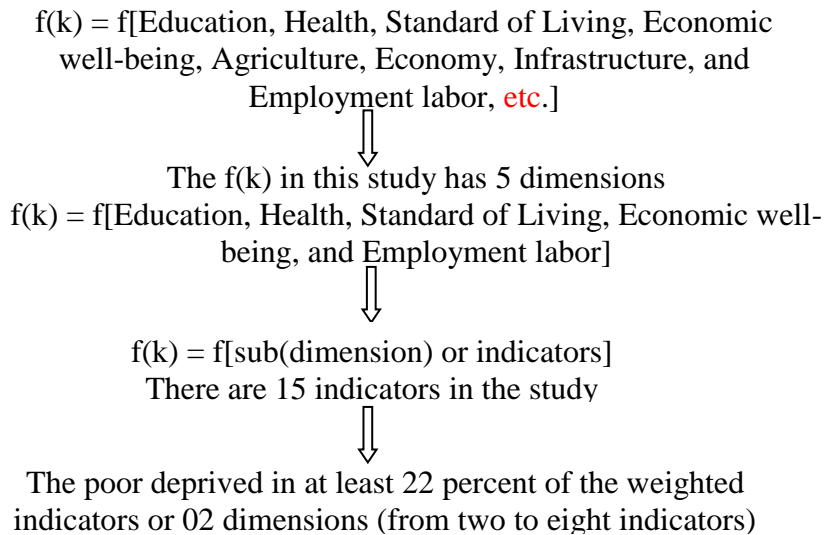 f(k) = f[Education, Health, Standard of Living, Economic
well-being, Agriculture, Economy, Infrastructure, and
Employment labor, etc.]
The f(k) in this study has 5 dimensions
f(k) = f[Education, Health, Standard of Living, Economic well-
being, and Employment labor]
f(k) = f[sub(dimension) or indicators]
There are 15 indicators in the study
The poor deprived in at least 22 percent of the weighted
indicators or 02 dimensions (from two to eight indicators)